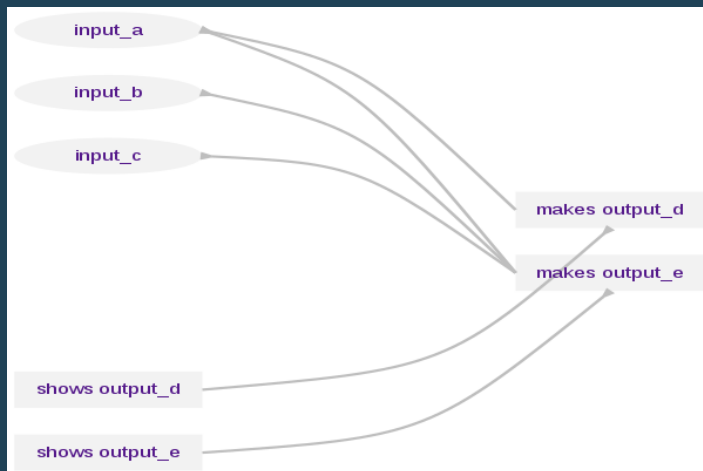 input_a
input_b
input_c
makes output_d
makes output_e
shows output_d
shows output_e